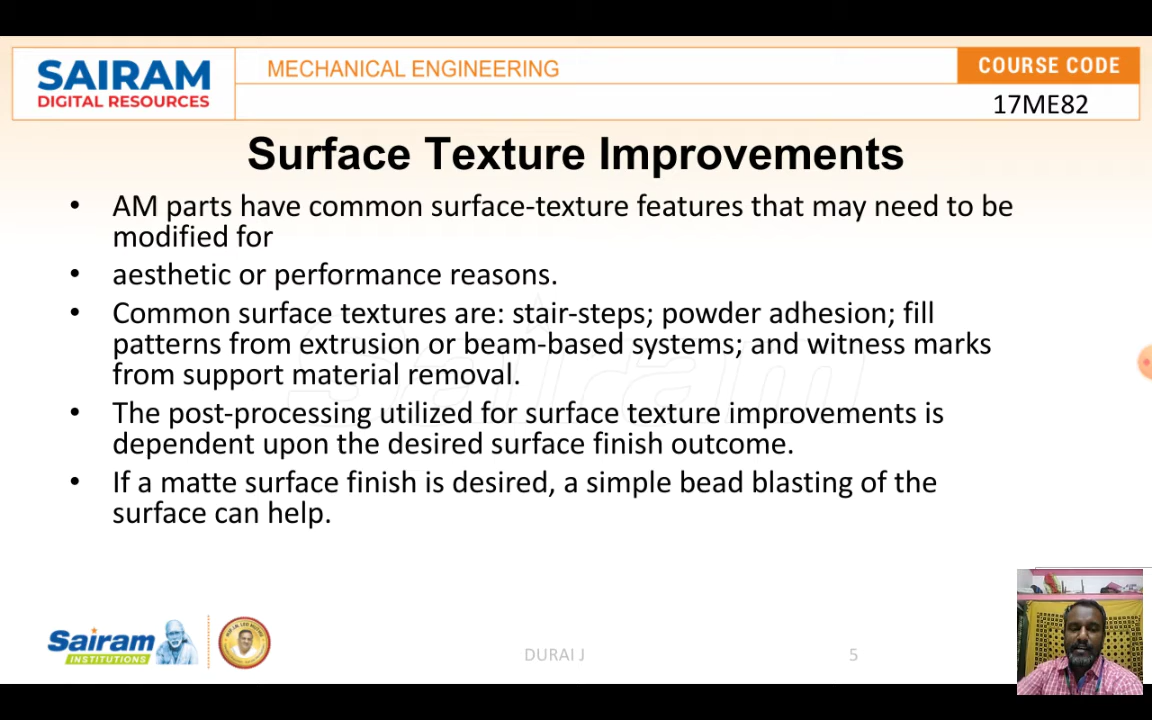 SAIRAM
DIGITAL RESOURCES
MECHANICAL ENGINEERING
COURSE CODE
17ME82
Surface Texture Improvements
• AM parts have common surface-texture features that may need to be
modified for
• aesthetic or performance reasons.
• Common surface textures are: stair-steps; powder adhesion; fill
patterns from extrusion or beam-based systems; and witness marks
from support material removal.
• The post-processing utilized for surface texture improvements is
dependent upon the desired surface finish outcome.
• If a matte surface finish is desired, a simple bead blasting of the
surface can help.
Sairam
Sairam
INSTITUTIONS
DURAI J
5